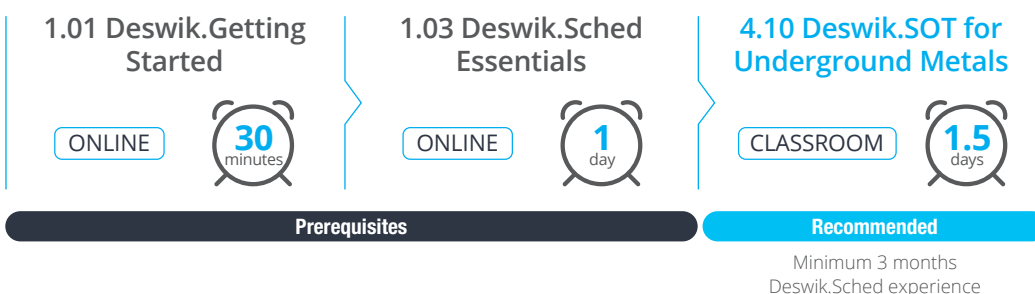 1.01 Deswik.Getting
Started
ONLINE
30
minutes
1.03 Deswik.Sched
Essentials
ONLINE
1
day
4.10 Deswik.SOT for
Underground Metals
CLASSROOM
1.5
days
Prerequisites
Recommended
Minimum 3 months
Deswik.Sched experience